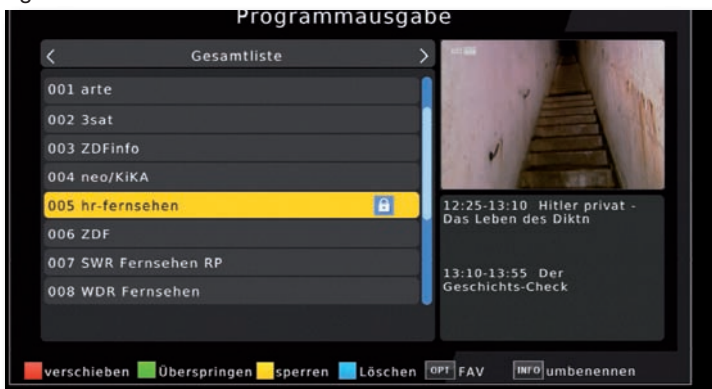 Programmausgabe
Gesamtliste
001 arte
002 3sat
003 ZDFinfo
004 neo/KiKA
005 hr-fernsehen
006 ZDF
007 SWR Fernsehen RP
008 WDR Fernsehen
12:25-13:10 Hitler privat -
Das Leben des Diktn
13:10-13:55 Der
Geschichts-Check
verschieben Überspringen sperren Löschen OPT FAV INFO umbenennen